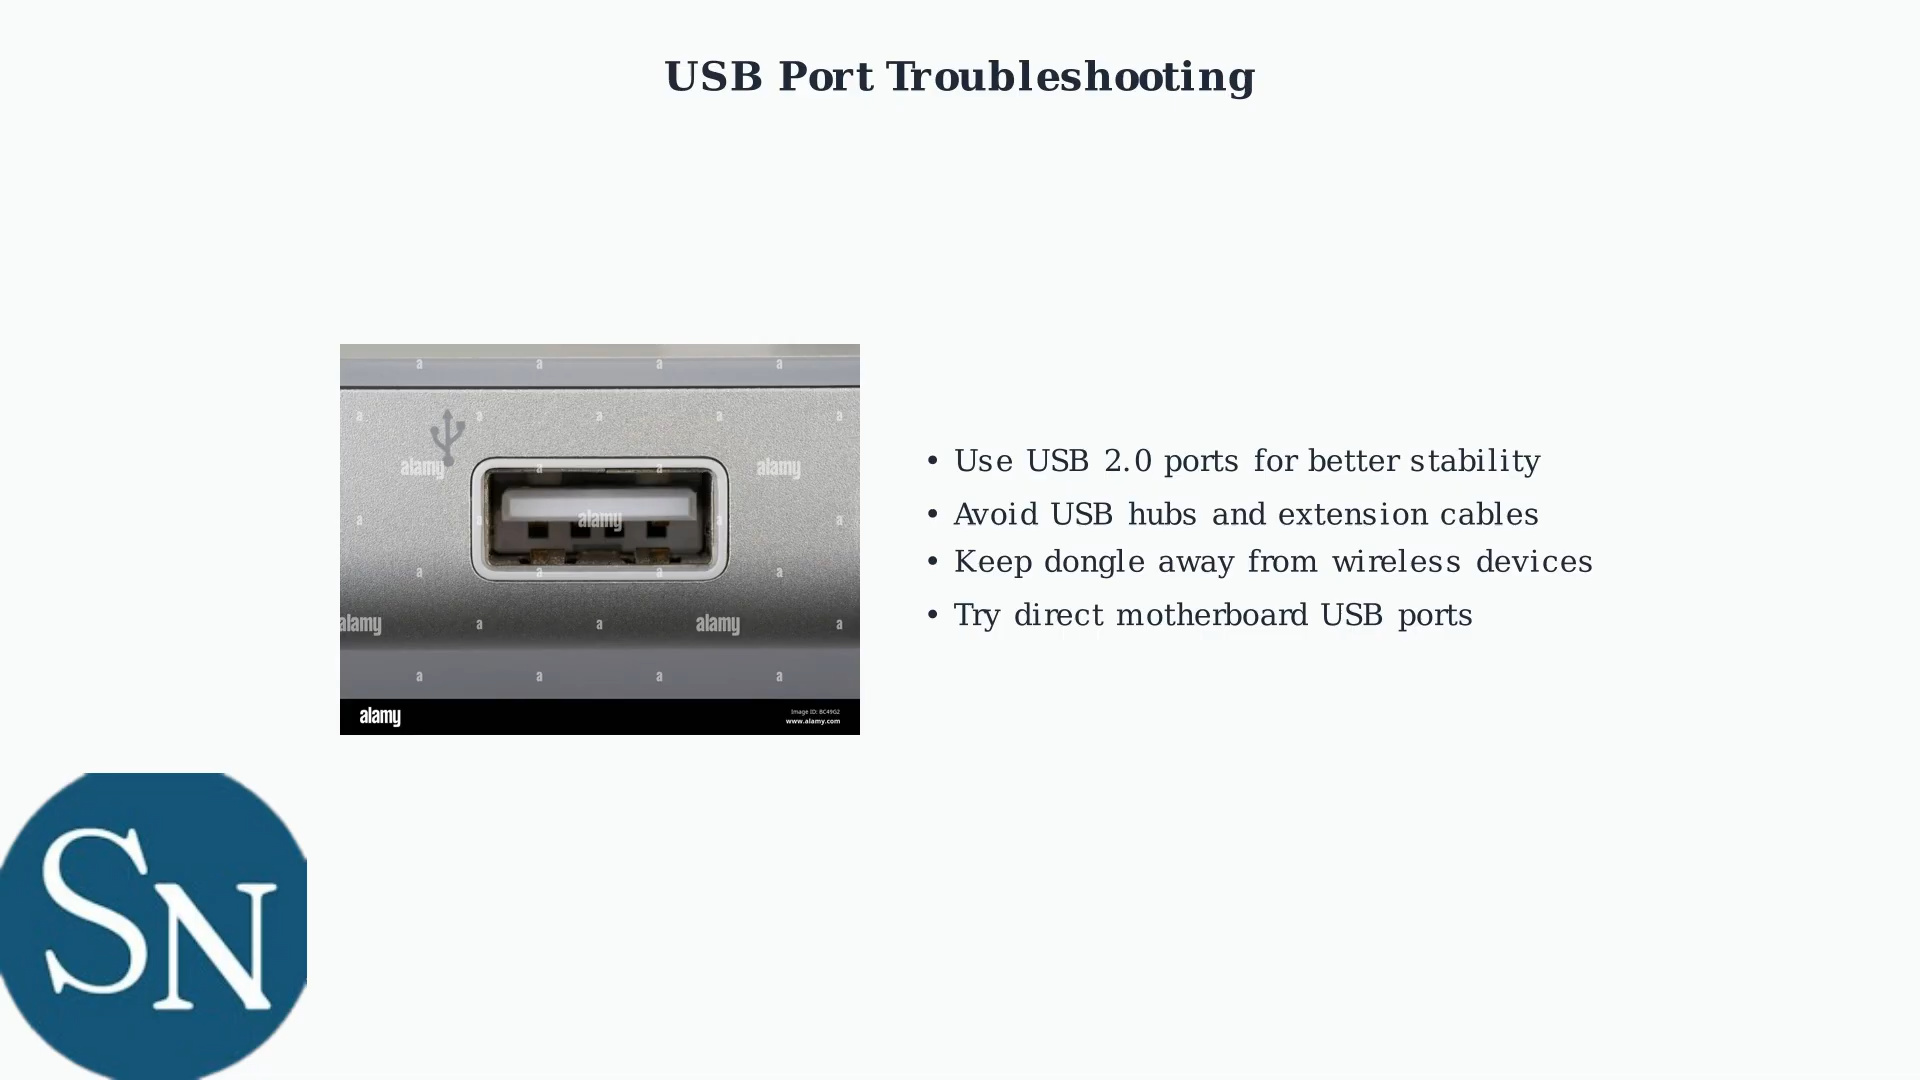 USB Port Troubleshooting
a a a a
a a a a a
alamy alamy
a a
a alamy a a
a a a a
alamy a a alamy a
a a a a
alamy
Image ID: BC49G2
www.alamy.com
• Use USB 2.0 ports for better stability
• Avoid USB hubs and extension cables
• Keep dongle away from wireless devices
• Try direct motherboard USB ports
SN